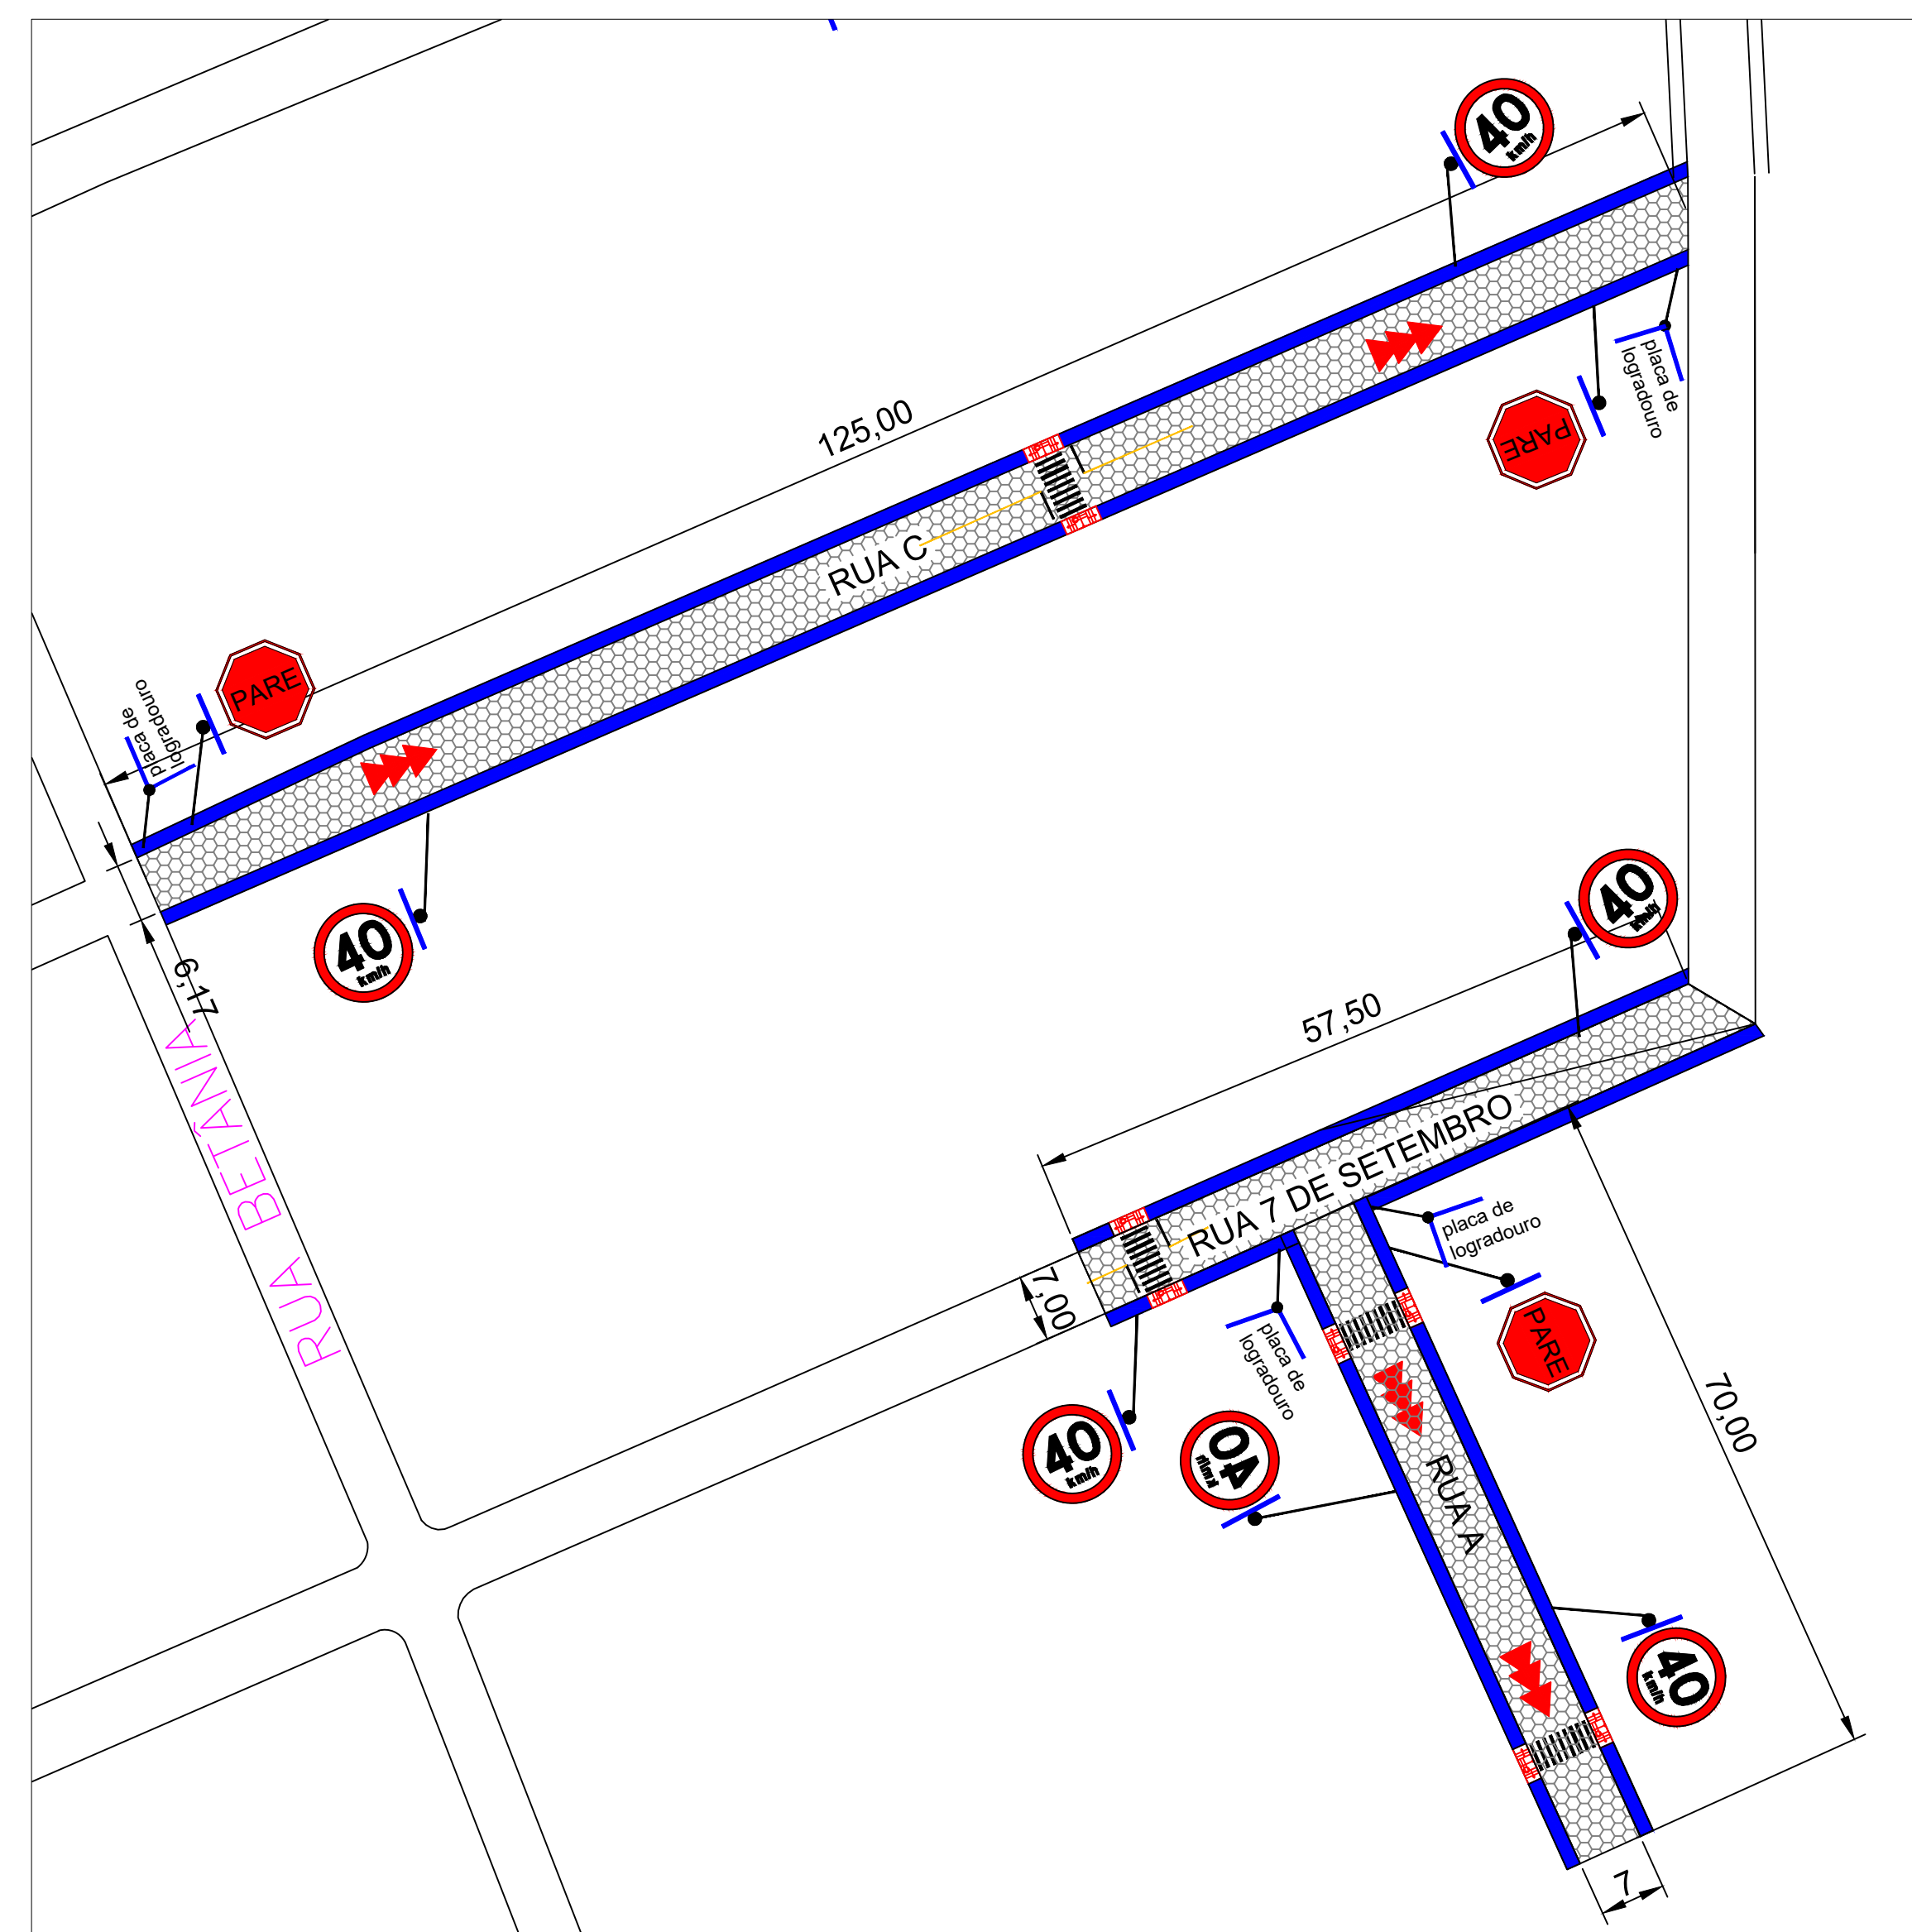 40
km/h
125,00
placa de
logradouro
PARE
RUA C
PARE
placa de
logradouro
40
km/h
6,17
40
km/h
57,50
RUA BETÂNIA
RUA 7 DE SETEMBRO
placa de
logradouro
7,00
PARE
placa de
logradouro
70,00
40
km/h
40
km/h
RUA A
40
km/h
7